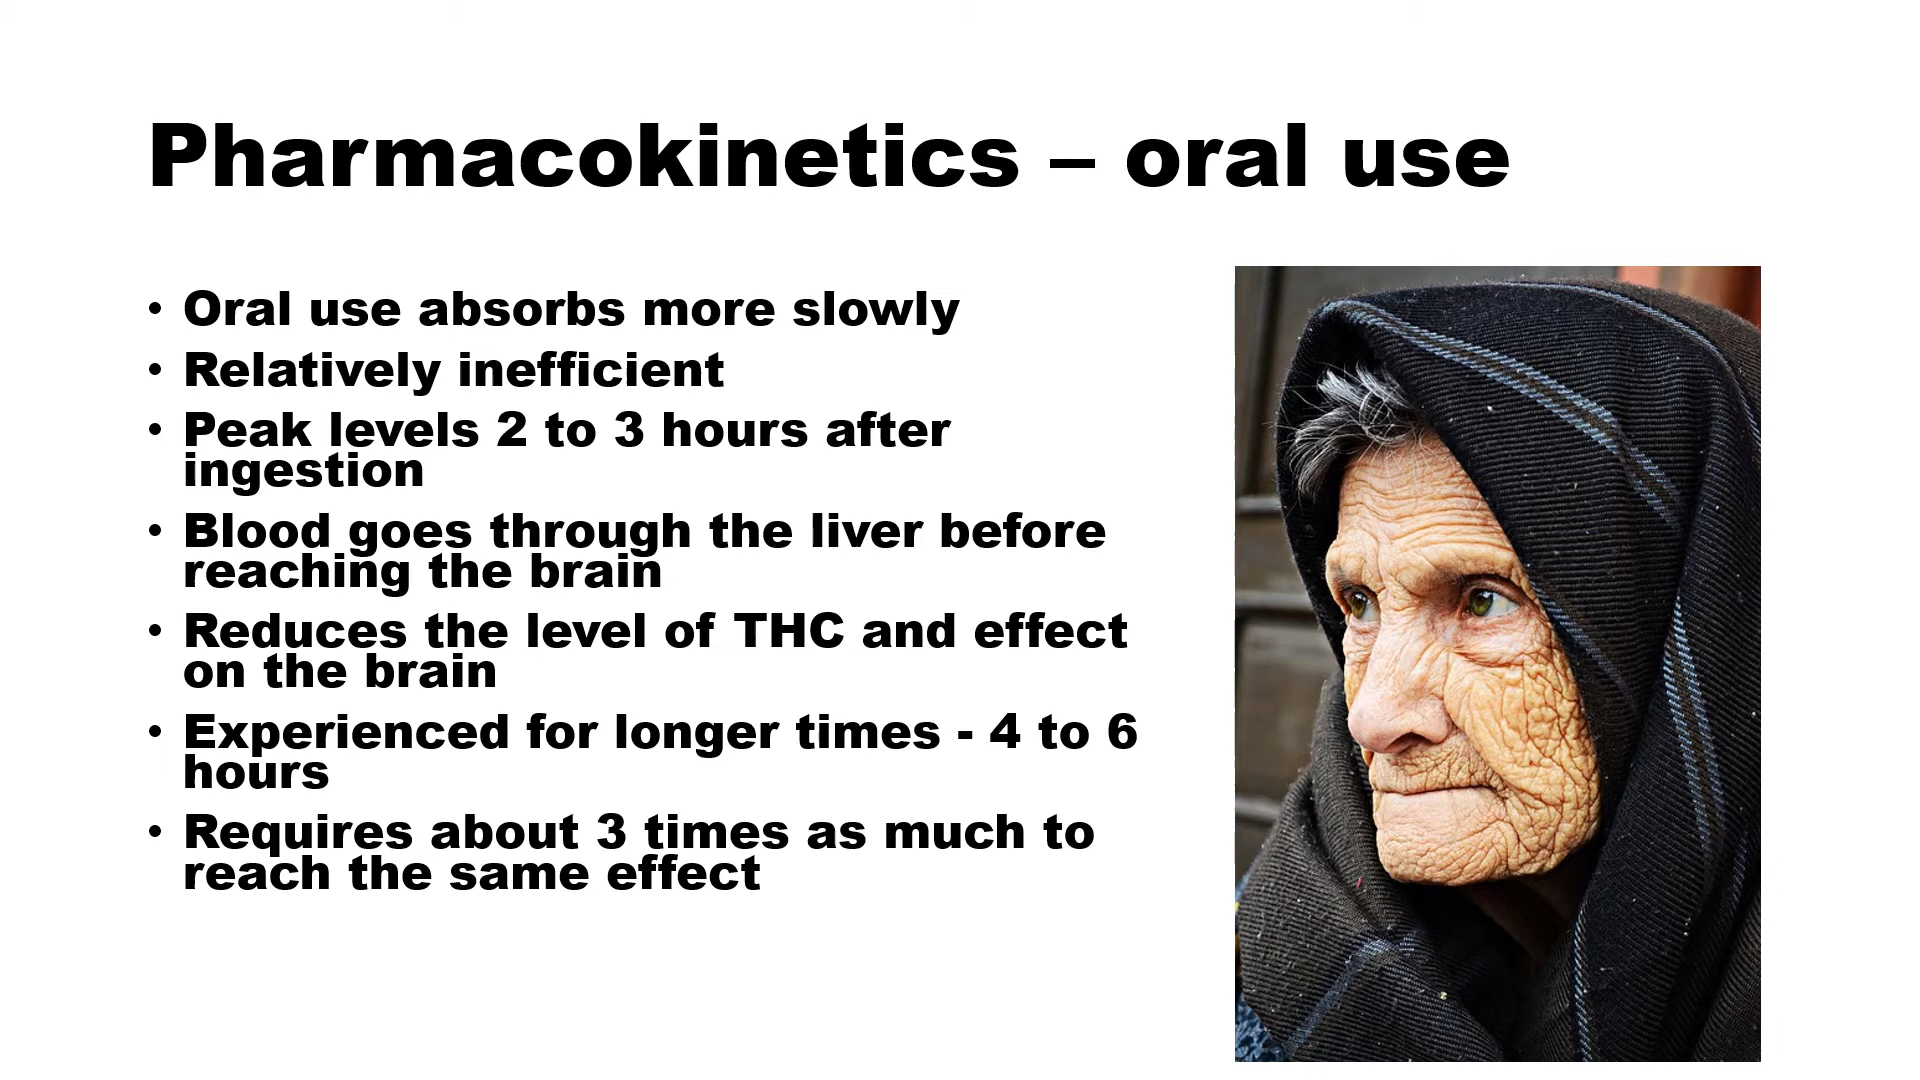 Pharmacokinetics – oral use
• Oral use absorbs more slowly
• Relatively inefficient
• Peak levels 2 to 3 hours after
ingestion
• Blood goes through the liver before
reaching the brain
• Reduces the level of THC and effect
on the brain
• Experienced for longer times - 4 to 6
hours
• Requires about 3 times as much to
reach the same effect